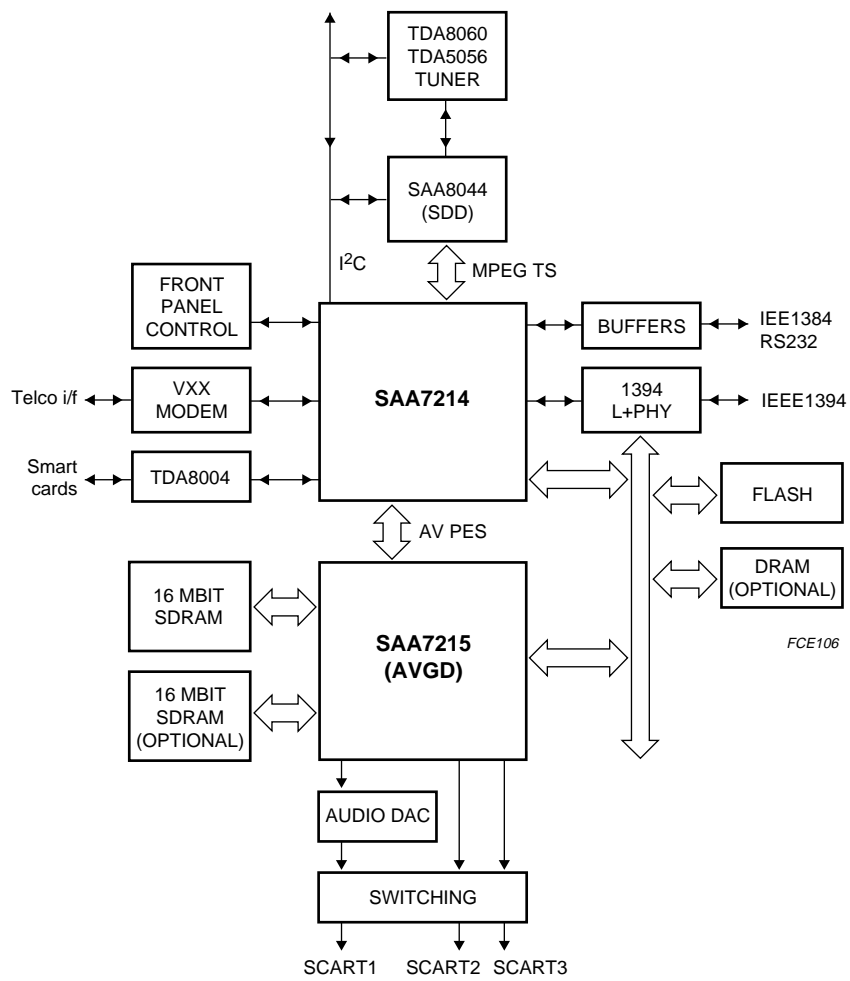 TDA8060
TDA5056
TUNER
SAA8044
(SDD)
I²C
MPEG TS
FRONT
PANEL
CONTROL
BUFFERS
IEE1384
RS232
Telco i/f
VXX
MODEM
SAA7214
1394
L+PHY
IEEE1394
Smart
cards
TDA8004
FLASH
AV PES
DRAM
(OPTIONAL)
16 MBIT
SDRAM
SAA7215
(AVGD)
FCE106
16 MBIT
SDRAM
(OPTIONAL)
AUDIO DAC
SWITCHING
SCART1
SCART2
SCART3